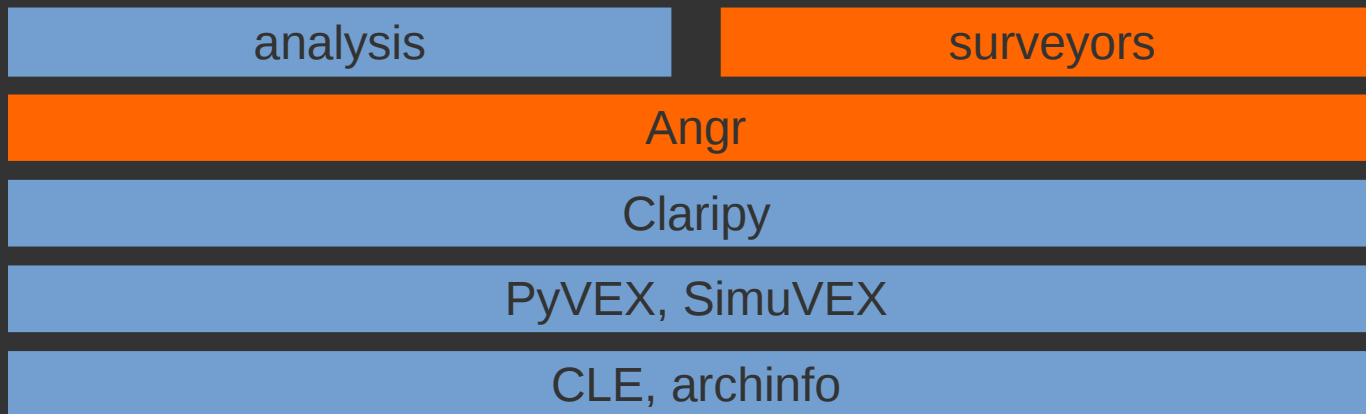 analysis
surveyors
Angr
Claripy
PyVEX, SimuVEX
CLE, archinfo